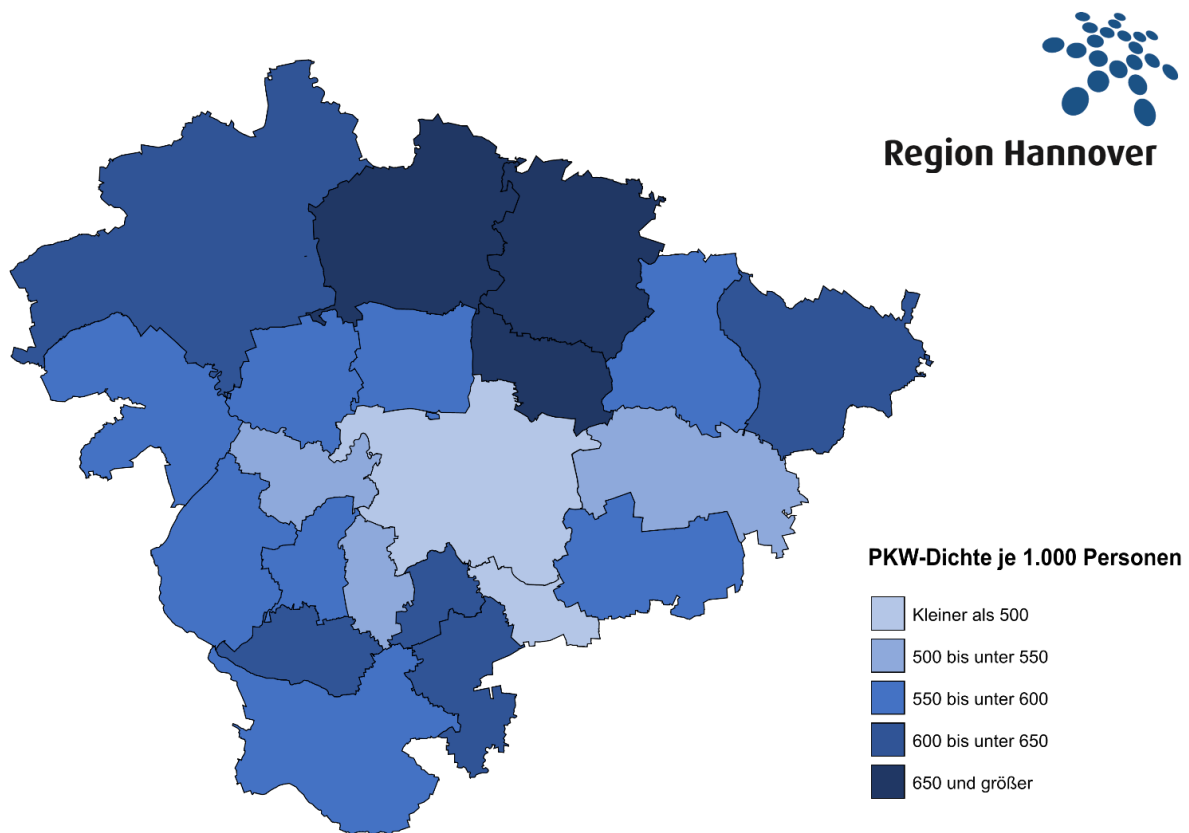 Region Hannover
PKW-Dichte je 1.000 Personen
Kleiner als 500
500 bis unter 550
550 bis unter 600
600 bis unter 650
650 und größer